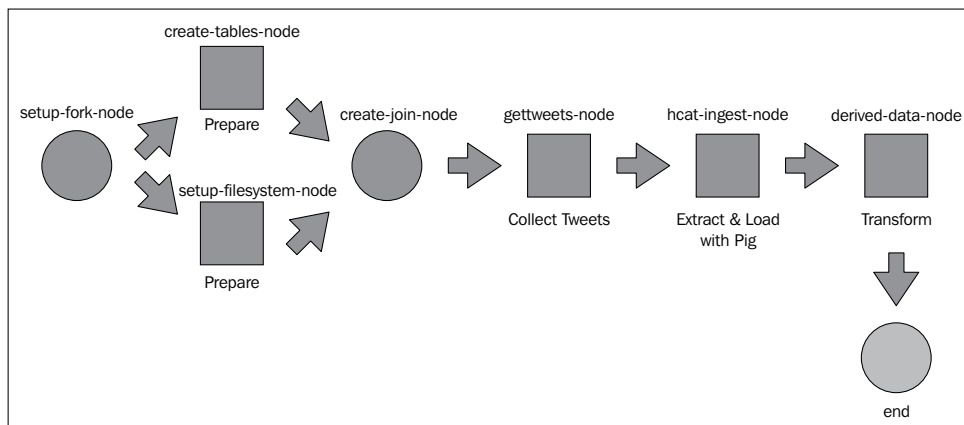 create-tables-node
Prepare
setup-fork-node
setup-filesystem-node
Prepare
create-join-node
gettweets-node
Collect Tweets
hcat-ingest-node
Extract & Load
with Pig
derived-data-node
Transform
end